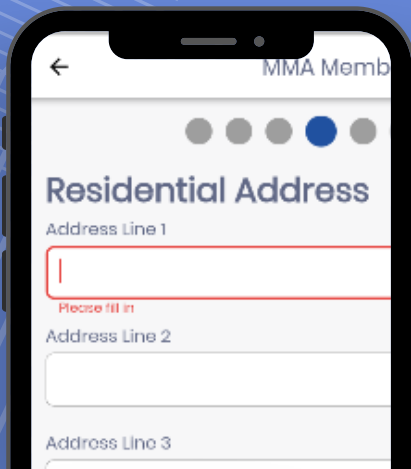 MMA Memb
Residential Address
Address Line 1
Please fill in
Address Line 2
Address Line 3